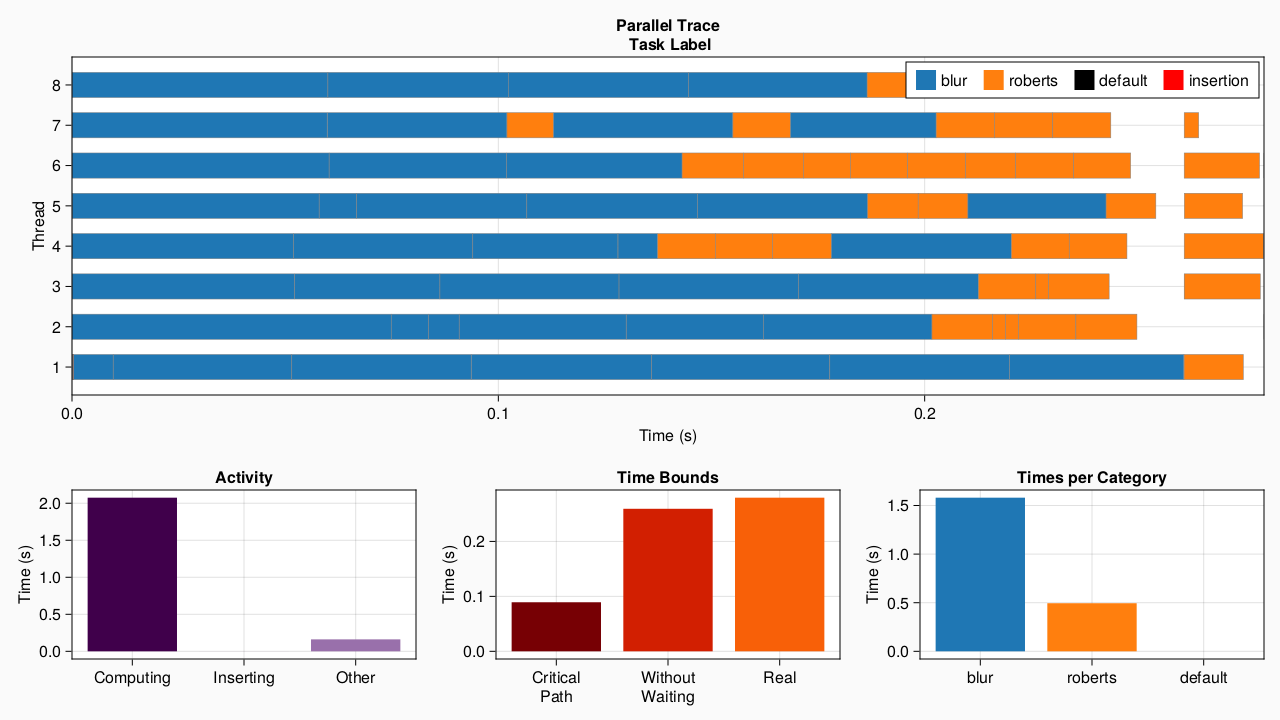 Parallel Trace
Task Label
blur roberts default insertion
8
7
6
5
4
3
2
1
Thread
0.0 0.1 0.2
Time (s)
Activity
2.0
1.5
1.0
0.5
0.0
Time (s)
Computing Inserting Other
Time Bounds
0.2
0.1
0.0
Time (s)
Critical Path
Without Waiting
Real
Times per Category
1.5
1.0
0.5
0.0
Time (s)
blur roberts default